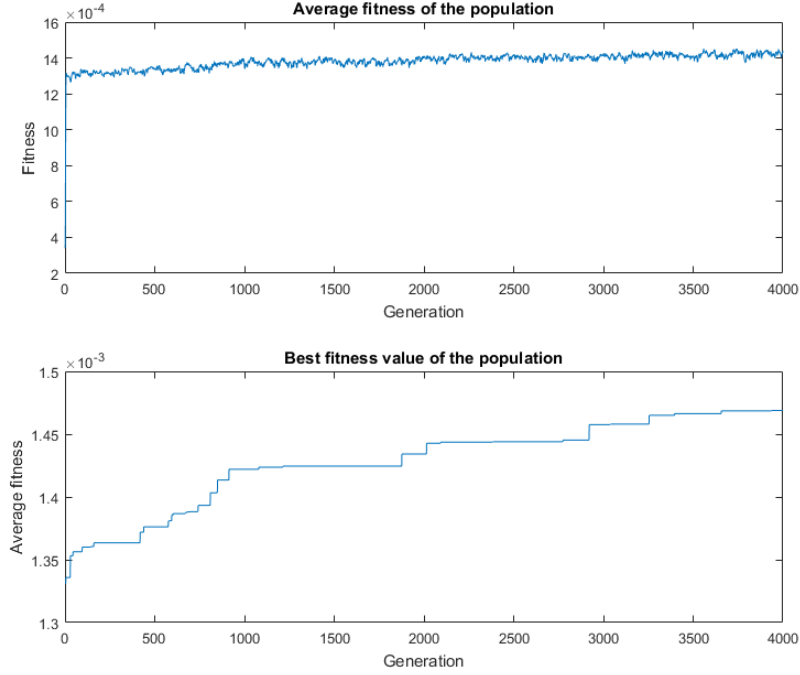 Average fitness of the population
×10-4
16
14
12
10
8
6
4
2
Fitness
0 500 1000 1500 2000 2500 3000 3500 4000
Generation
Best fitness value of the population
×10-3
1.5
1.45
1.4
1.35
1.3
Average fitness
0 500 1000 1500 2000 2500 3000 3500 4000
Generation